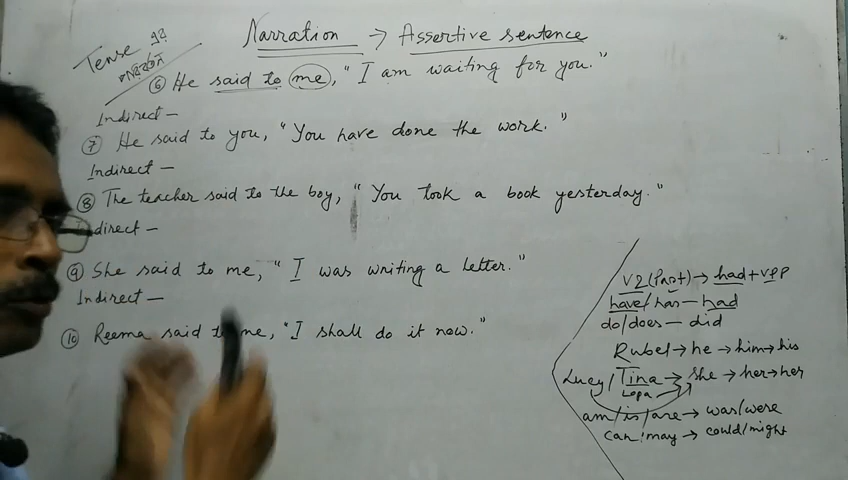 Narration → Assertive sentence
Tense এর
⑥ He said to me, "I am waiting for you."
Indirect —
⑦ He said to you, "You have done the work."
Indirect —
⑧ The teacher said to the boy, "You took a book yesterday."
Indirect —
⑨ She said to me, "I was writing a letter."
Indirect —
⑩ Reema said to me, "I shall do it now."
V2 (Past) → had + vpp
have/has — had
do/does — did
Rubel → he → him → his
Lucy/Tina → she → her → her
Lopa
am/is/are → was/were
can/may → could/might